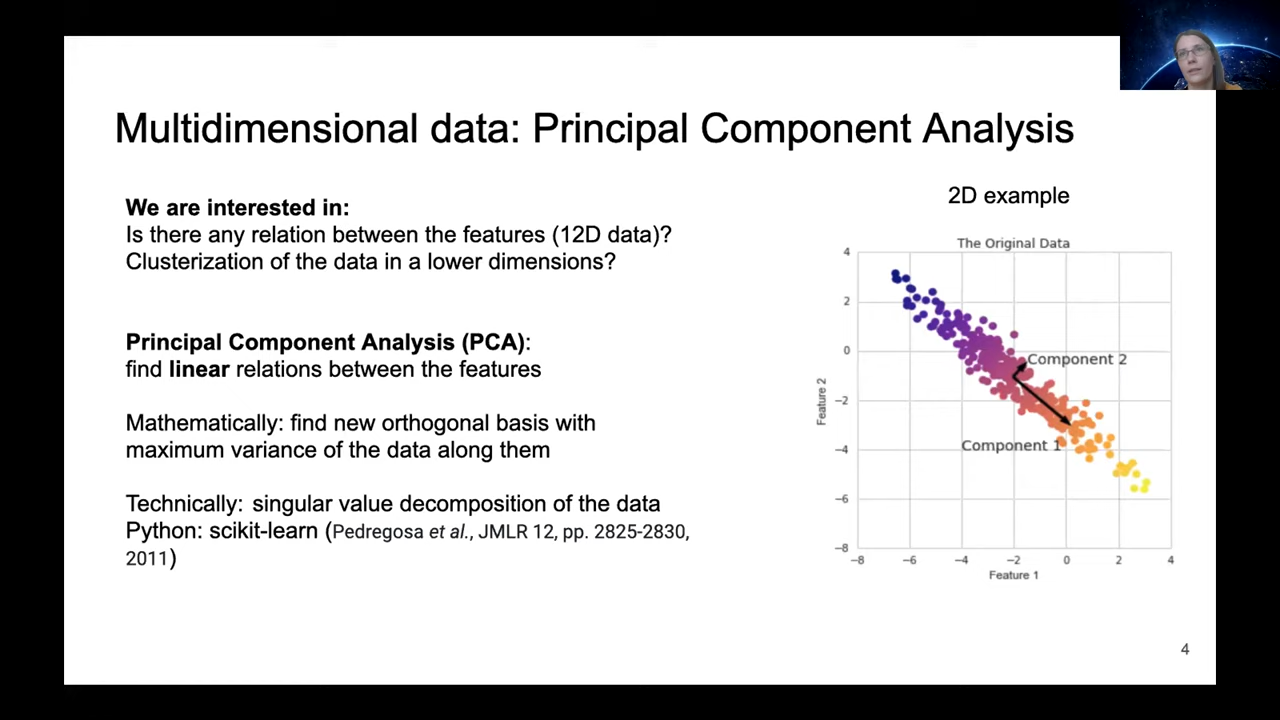 Multidimensional data: Principal Component Analysis
We are interested in:
Is there any relation between the features (12D data)?
Clusterization of the data in a lower dimensions?
Principal Component Analysis (PCA):
find linear relations between the features
Mathematically: find new orthogonal basis with
maximum variance of the data along them
Technically: singular value decomposition of the data
Python: scikit-learn (Pedregosa et al., JMLR 12, pp. 2825-2830,
2011)
2D example
The Original Data
4
2
0
−2
−4
−6
−8
Feature 2
Component 2
Component 1
−8 −6 −4 −2 0 2 4
Feature 1
4